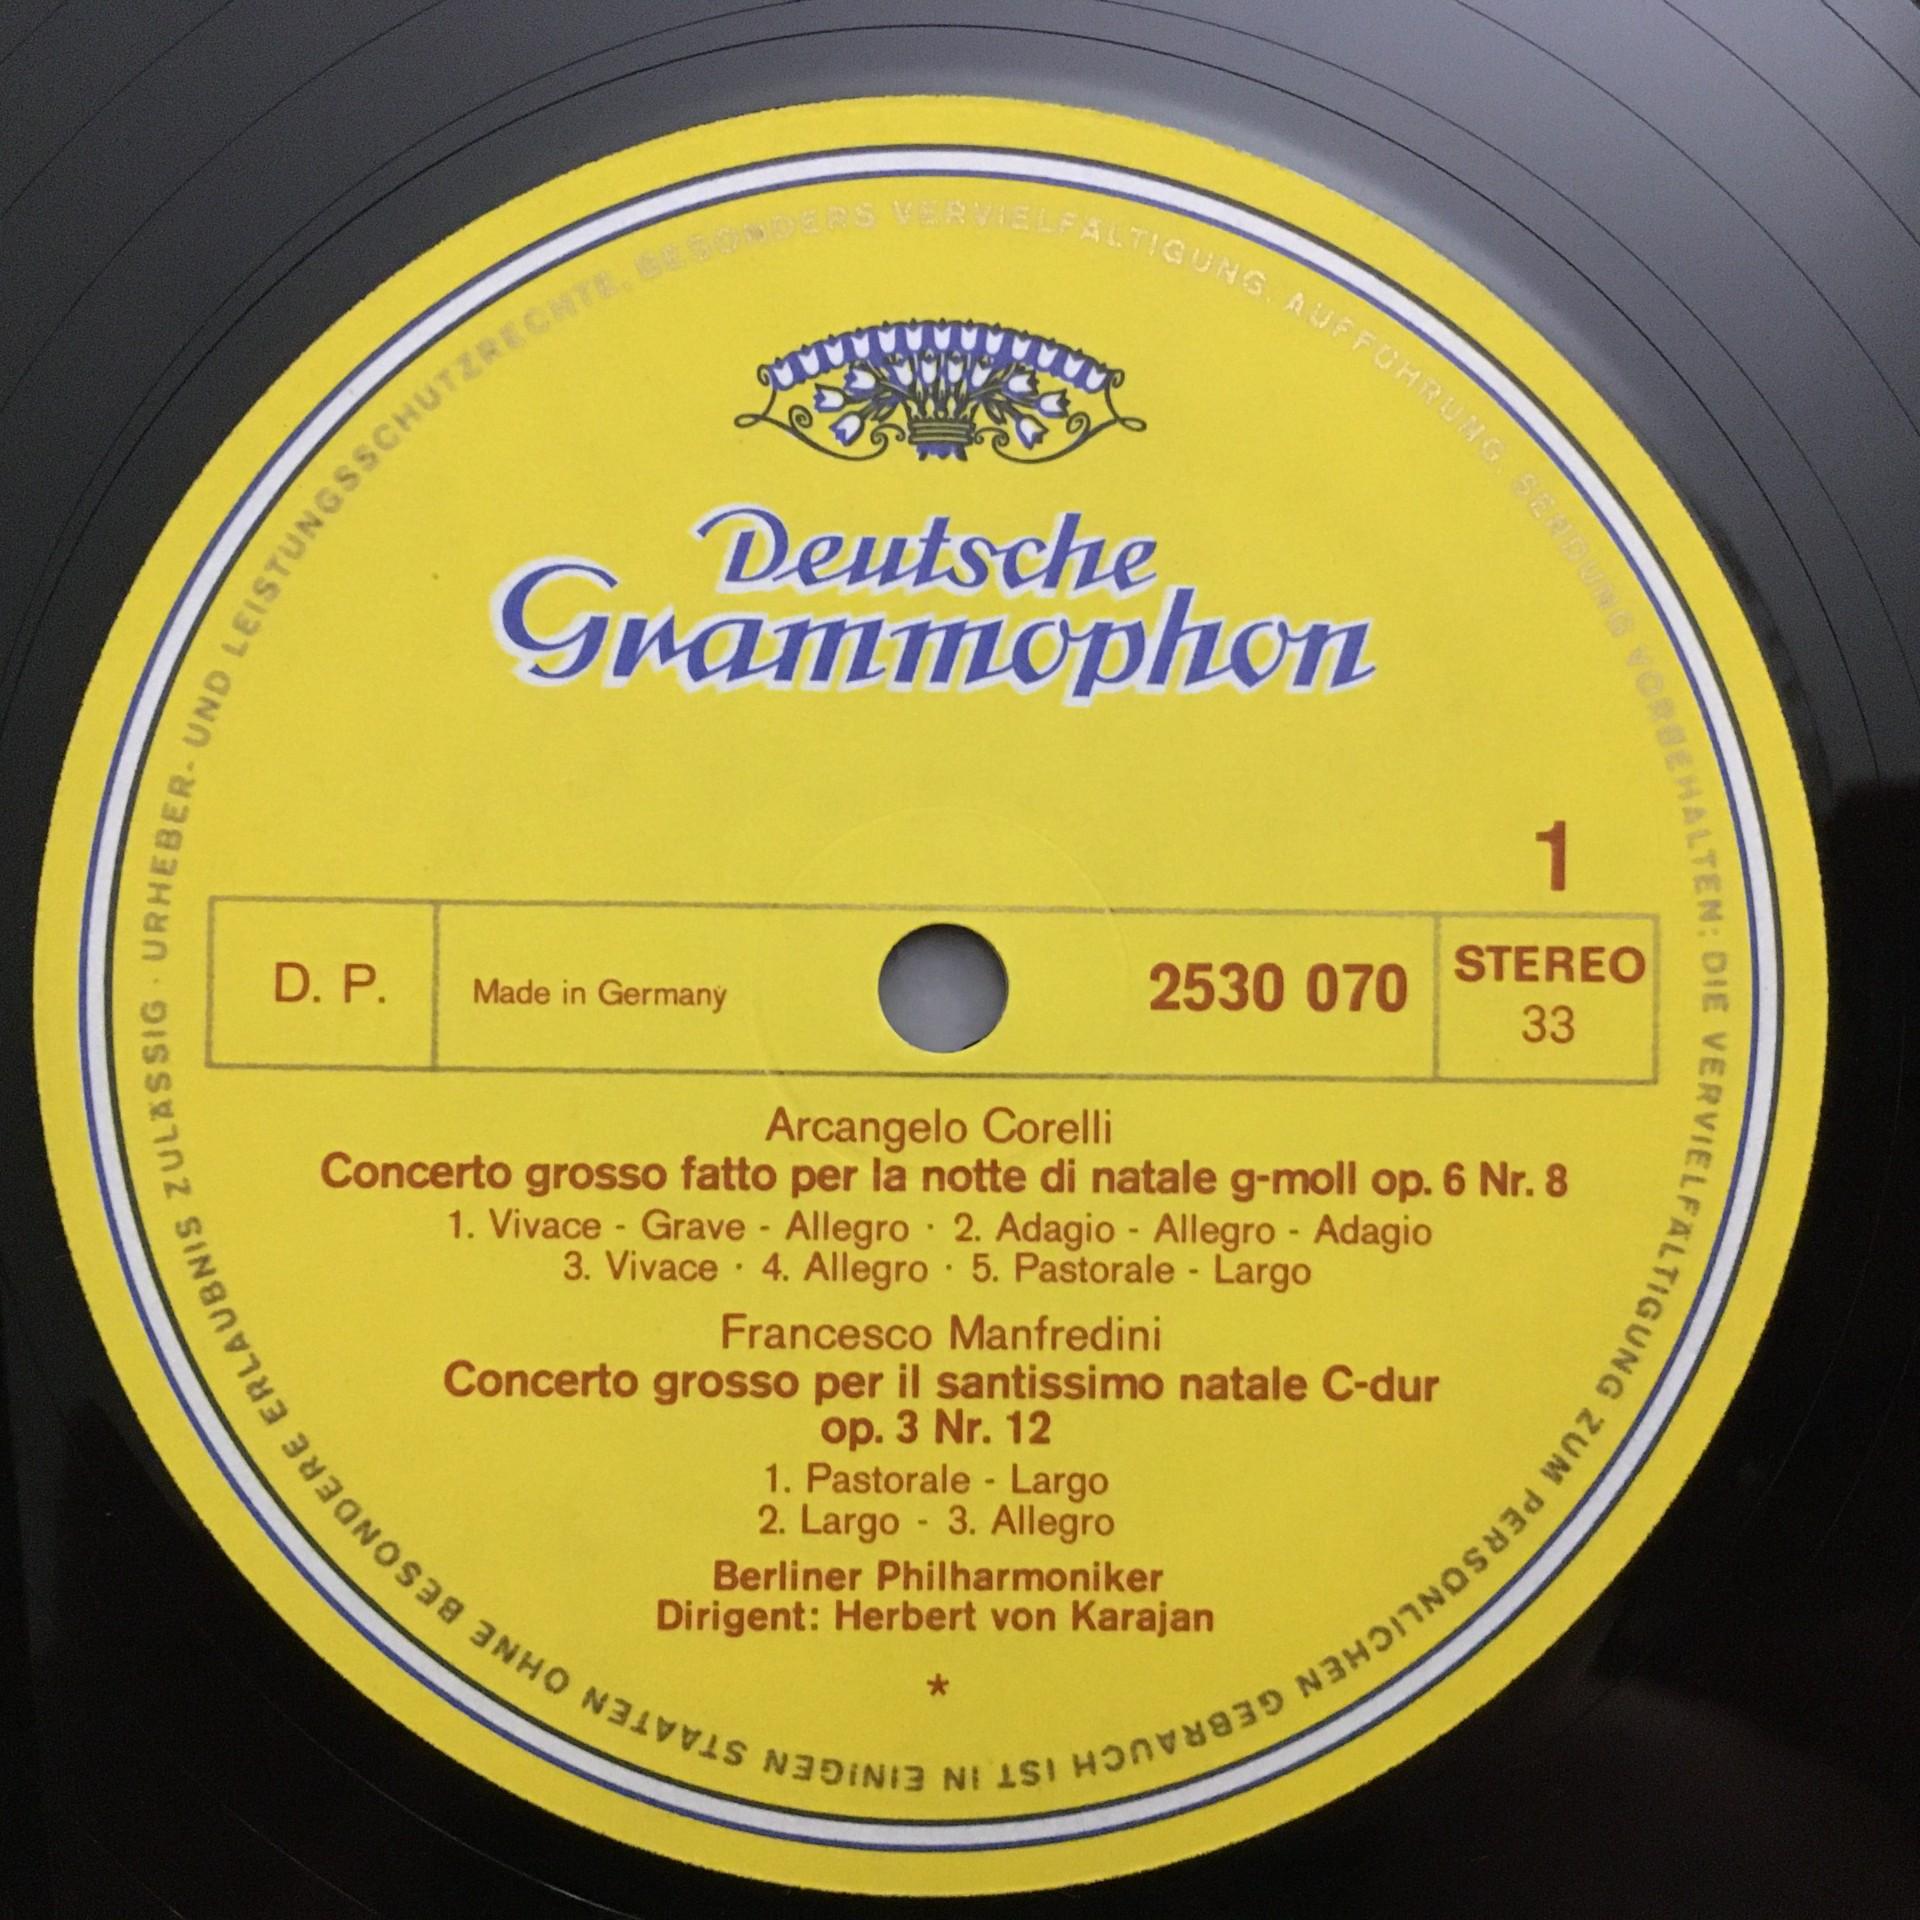 Deutsche
Grammophon
1
D. P.
Made in Germany
2530 070
STEREO
33
Arcangelo Corelli
Concerto grosso fatto per la notte di natale g-moll op. 6 Nr. 8
1. Vivace - Grave - Allegro · 2. Adagio - Allegro - Adagio
3. Vivace · 4. Allegro · 5. Pastorale - Largo
Francesco Manfredini
Concerto grosso per il santissimo natale C-dur
op. 3 Nr. 12
1. Pastorale - Largo
2. Largo - 3. Allegro
Berliner Philharmoniker
Dirigent: Herbert von Karajan
*
URHEBER- UND LEISTUNGSSCHUTZRECHTE, BESONDERS VERVIELFÄLTIGUNG, AUFFÜHRUNG, SENDUNG VORBEHALTEN; DIE VERVIELFÄLTIGUNG ZUM PERSÖNLICHEN GEBRAUCH IST IN EINIGEN STAATEN OHNE BESONDERE ERLAUBNIS ZULÄSSIG ·